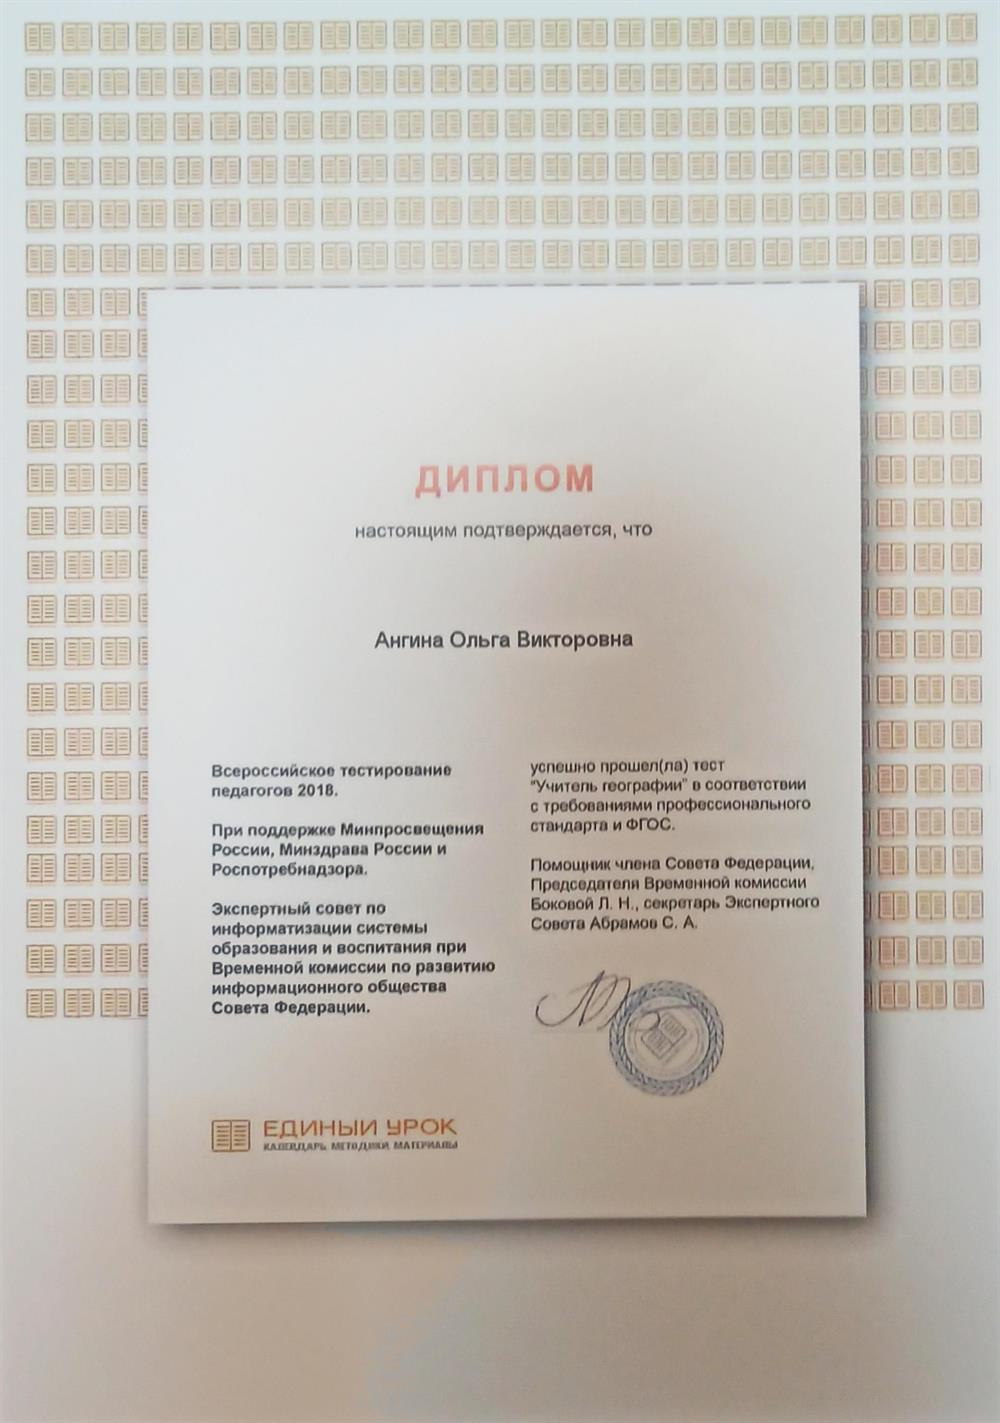 ДИПЛОМ
настоящим подтверждается, что
Ангина Ольга Викторовна
Всероссийское тестирование
педагогов 2018.
При поддержке Минпросвещения
России, Минздрава России и
Роспотребнадзора.
Экспертный совет по
информатизации системы
образования и воспитания при
Временной комиссии по развитию
информационного общества
Совета Федерации.
успешно прошел(ла) тест
"Учитель географии" в соответствии
с требованиями профессионального
стандарта и ФГОС.
Помощник члена Совета Федерации,
Председателя Временной комиссии
Боковой Л. Н., секретарь Экспертного
Совета Абрамов С. А.
ЕДИНЫЙ УРОК
КАЛЕНДАРЬ МЕТОДИКИ МАТЕРИАЛЫ